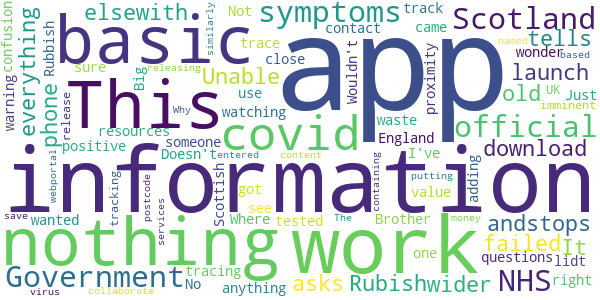 confusion
elsewith
symptoms
track
Scotland
similarly
everything
Rubbish
basic
Not
contact
came
app
tells
trace
close
wonder
named
based
warning
phone
sure
releasing
Big
Unable
Wouldn't
proximity
launch
release
This
Why
use
watching
old
UK
Just
imminent
resources
covid
waste
England
official
positive
someone
Doesn't
entered
content
I've
download
webportal
information
tracking
postcode
services
Scottish
got
see
value
containing
putting
adding
save
wanted
Where
tested
Brother
andstops
nothing
tracing
The
work
one
failed
It
money
No
anything
questions
lidt
Government
asks
Rubishwider
NHS
right
virus
collaborate